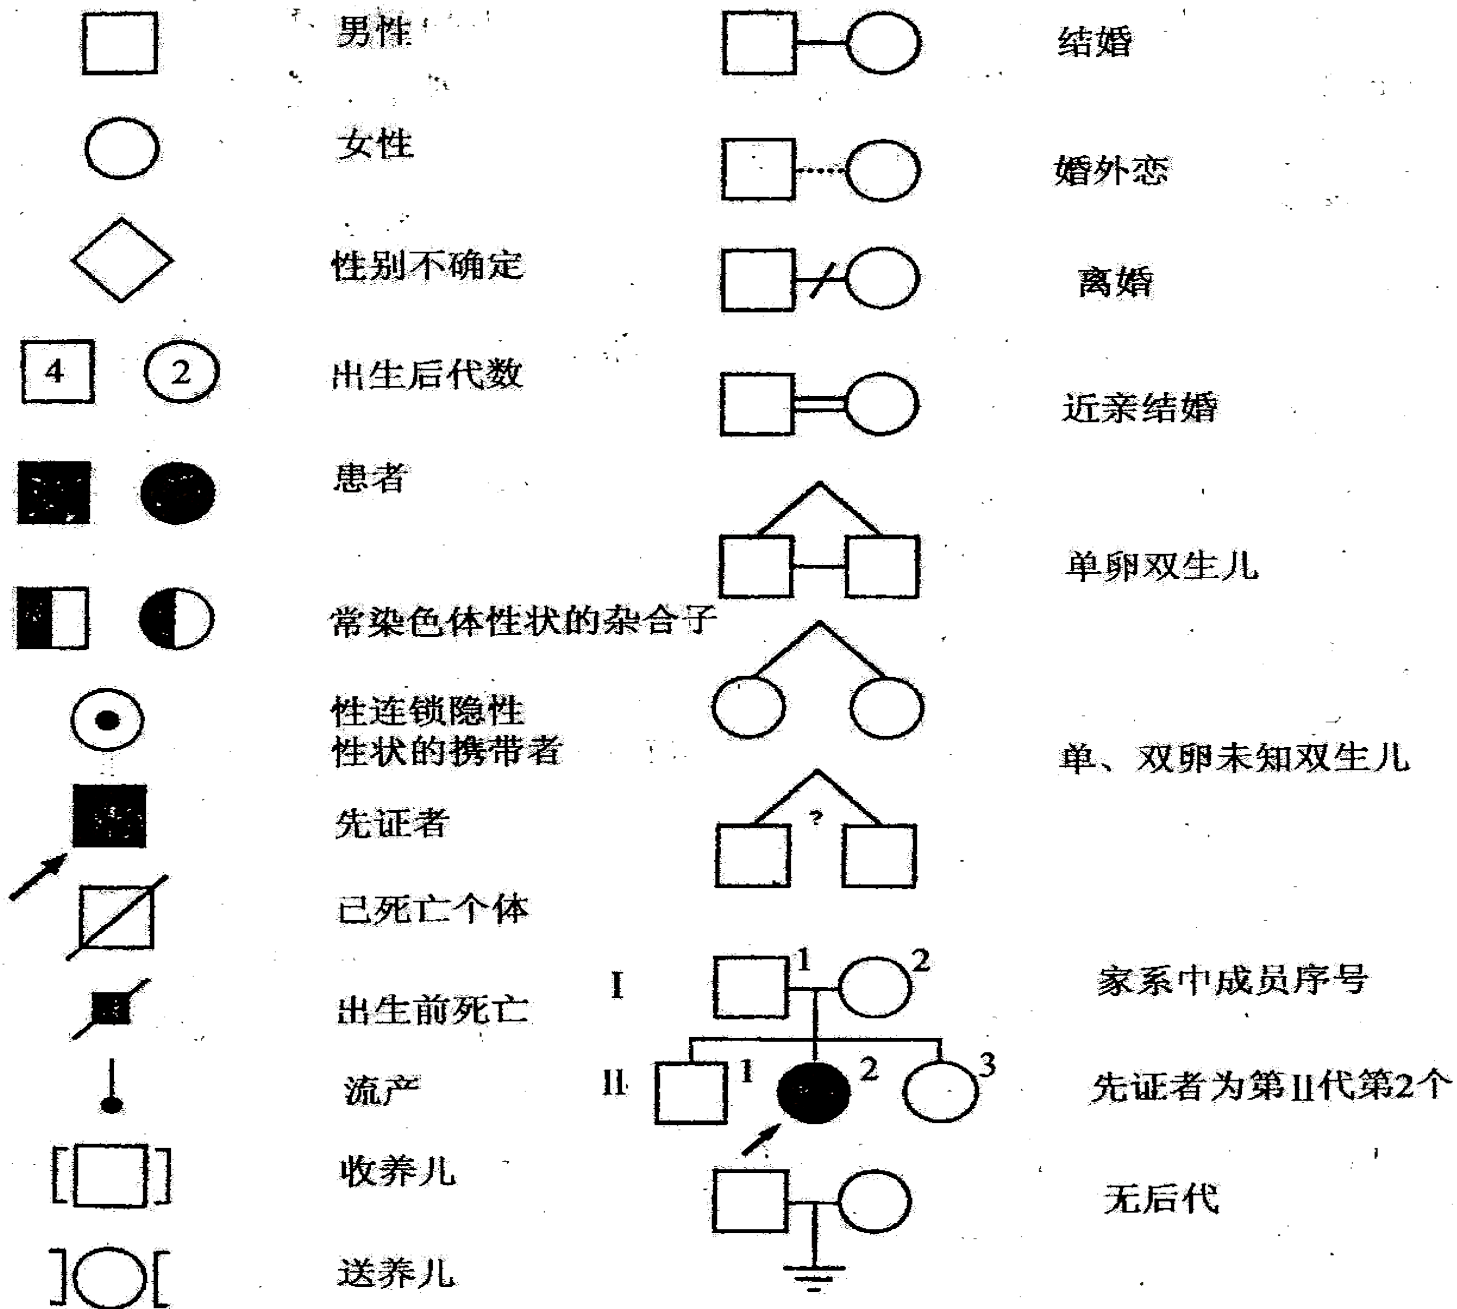 男性
女性
性别不确定
4 2 出生后代数
患者
常染色体性状的杂合子
性连锁隐性
性状的携带者
先证者
已死亡个体
出生前死亡
流产
收养儿
送养儿
结婚
婚外恋
离婚
近亲结婚
单卵双生儿
单、双卵未知双生儿
?
I 1 2 家系中成员序号
II 1 2 3 先证者为第II代第2个
无后代